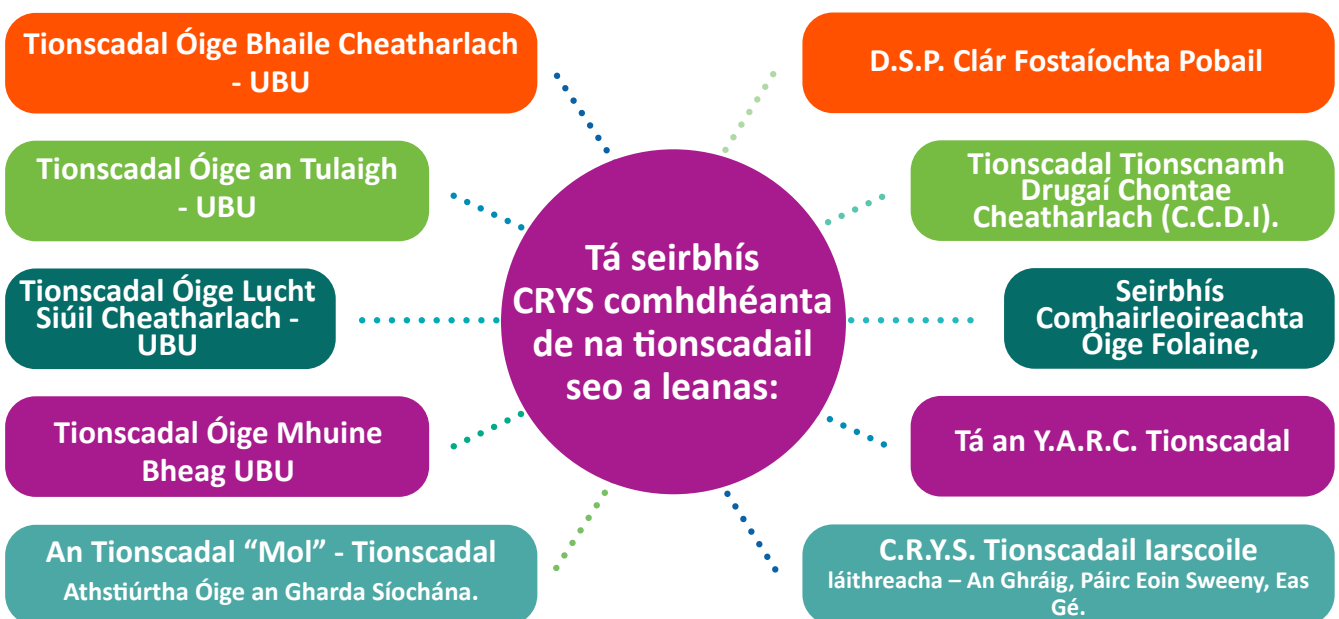 Tionscadal Óige Bhaile Cheatharlach
- UBU
Tionscadal Óige an Tulaigh
- UBU
Tionscadal Óige Lucht
Siúil Cheatharlach -
UBU
Tionscadal Óige Mhuine
Bheag UBU
An Tionscadal “Mol” - Tionscadal
Athstiúrtha Óige an Gharda Síochána.
Tá seirbhís
CRYS comhdhéanta
de na tionscadail
seo a leanas:
D.S.P. Clár Fostaíochta Pobail
Tionscadal Tionscnamh
Drugaí Chontae
Cheatharlach (C.C.D.I).
Seirbhís
Comhairleoireachta
Óige Folaine,
Tá an Y.A.R.C. Tionscadal
C.R.Y.S. Tionscadail Iarscoile
láithreacha – An Ghráig, Páirc Eoin Sweeny, Eas
Gé.